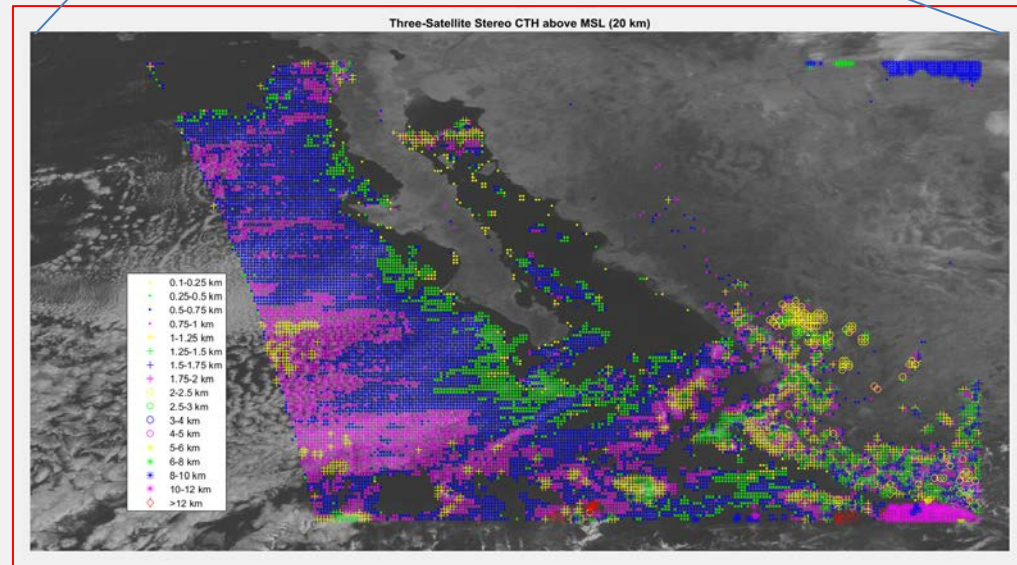 Three-Satellite Stereo CTH above MSL (20 km)
0.1-0.25 km
0.25-0.5 km
0.5-0.75 km
0.75-1 km
1-1.25 km
1.25-1.5 km
1.5-1.75 km
1.75-2 km
2-2.5 km
2.5-3 km
3-4 km
4-5 km
5-6 km
6-8 km
8-10 km
10-12 km
>12 km